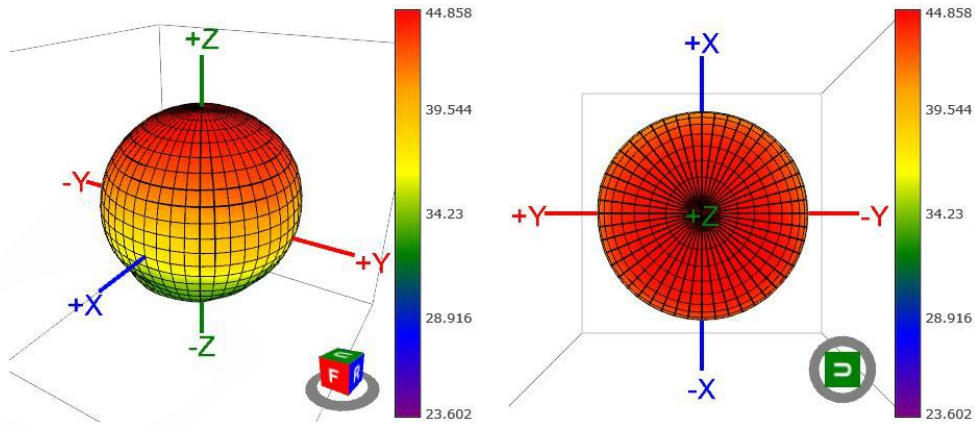 +Z
-Y
+Y
+X
-Z
44.858
39.544
34.23
28.916
23.602
F
R
+X
+Y
+Z
-Y
-X
44.858
39.544
34.23
28.916
23.602
U